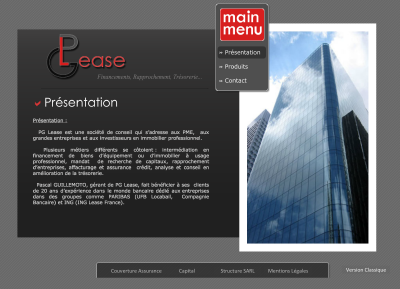 PG Lease
Financements, Rapprochement, Trésorerie...
main
menu
Présentation
Produits
Contact
Présentation
Présentation :
PG Lease est une société de conseil qui s'adresse aux PME, aux
grandes entreprises et aux investisseurs en immobilier professionnel.
Plusieurs métiers différents se côtoient : intermédiation en
financement de biens d'équipement ou d'immobilier à usage
professionnel, mandat de recherche de capitaux, rapprochement
d'entreprises, affacturage et assurance crédit, analyse et conseil en
amélioration de la trésorerie.
Pascal GUILLEMOTO, gérant de PG Lease, fait bénéficier à ses clients
de 20 ans d'expérience dans le monde bancaire dédié aux entreprises
dans des groupes comme PARIBAS (UFB Locabail, Compagnie
Bancaire) et ING (ING Lease France).
Couverture Assurance
Capital
Structure SARL
Mentions Légales
Version Classique